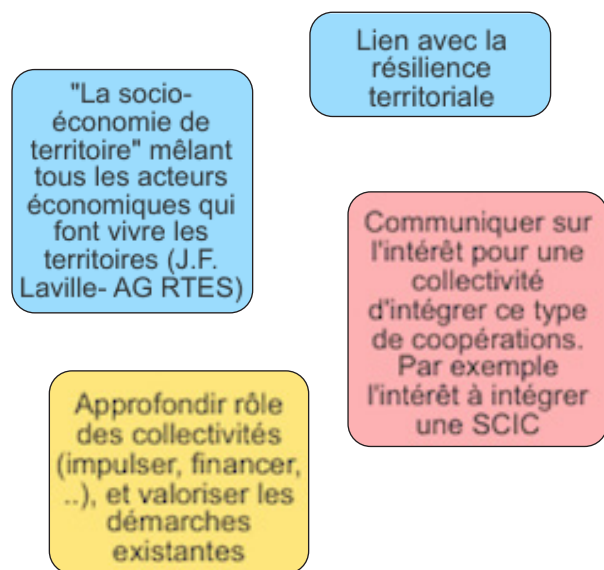 Lien avec la
résilience
territoriale
"La socio-
économie de
territoire" mêlant
tous les acteurs
économiques qui
font vivre les
territoires (J.F.
Laville- AG RTES)
Communiquer sur
l'intérêt pour une
collectivité
d'intégrer ce type
de coopérations.
Par exemple
l'intérêt à intégrer
une SCIC
Approfondir rôle
des collectivités
(impulser, financer,
..), et valoriser les
démarches
existantes